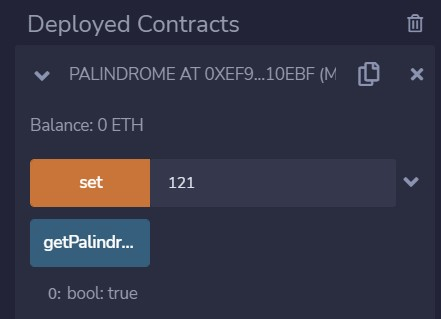 Deployed Contracts
PALINDROME AT 0XEF9...10EBF (M
Balance: 0 ETH
set 121
getPalindr...
0: bool: true